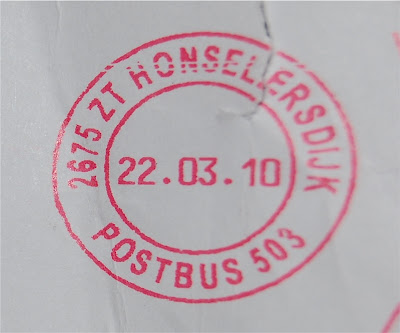 2675 ZT HONSELERSDIJK
22.03.10
POSTBUS 503